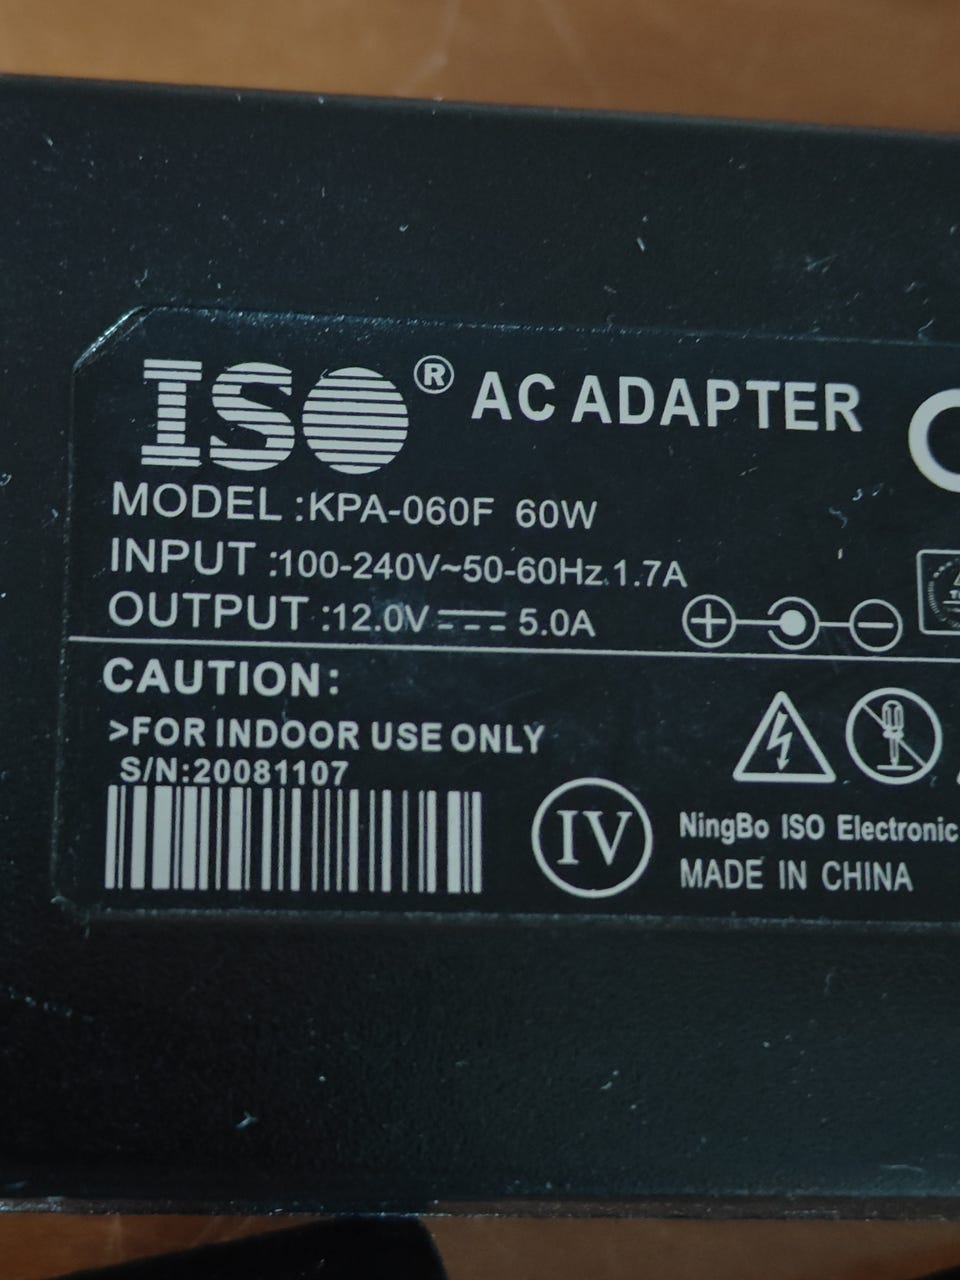 ISO® AC ADAPTER
MODEL :KPA-060F 60W
INPUT :100-240V~50-60Hz.1.7A
OUTPUT :12.0V 5.0A
CAUTION:
>FOR INDOOR USE ONLY
S/N:20081107
IV
NingBo ISO Electronic
MADE IN CHINA